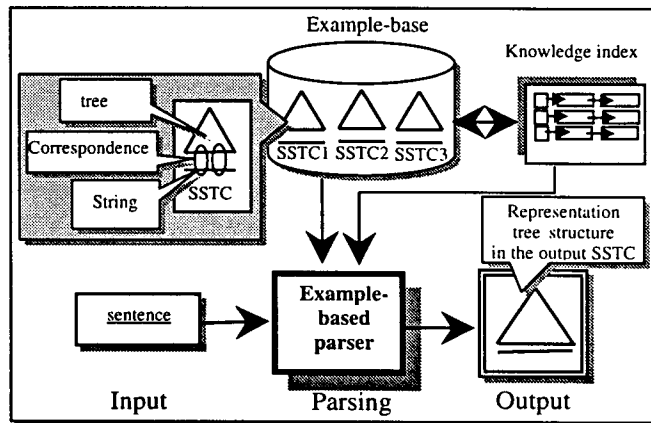 Example-base
Knowledge index
tree
Correspondence
String
SSTC
SSTC1 SSTC2 SSTC3
Representation
tree structure
in the output SSTC
sentence
Example-
based
parser
Input Parsing Output